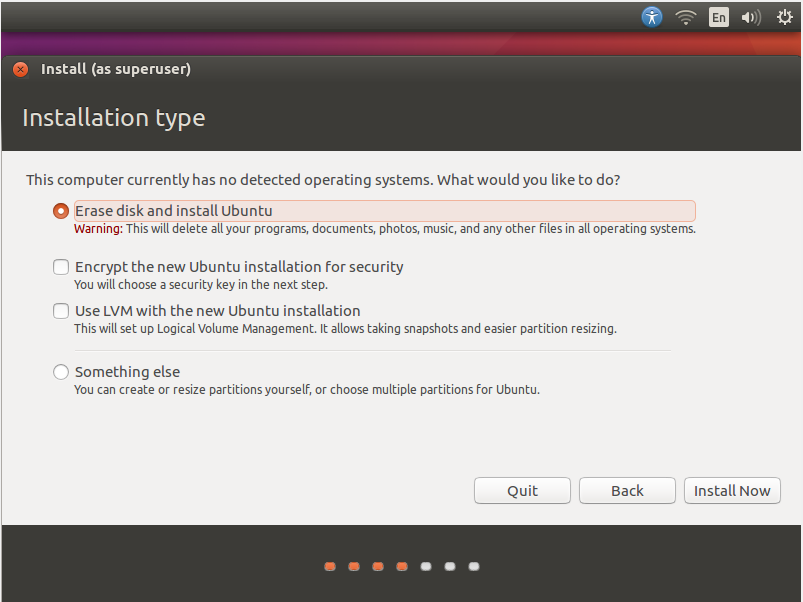 En
Install (as superuser)
Installation type
This computer currently has no detected operating systems. What would you like to do?
Erase disk and install Ubuntu
Warning: This will delete all your programs, documents, photos, music, and any other files in all operating systems.
Encrypt the new Ubuntu installation for security
You will choose a security key in the next step.
Use LVM with the new Ubuntu installation
This will set up Logical Volume Management. It allows taking snapshots and easier partition resizing.
Something else
You can create or resize partitions yourself, or choose multiple partitions for Ubuntu.
Quit Back Install Now